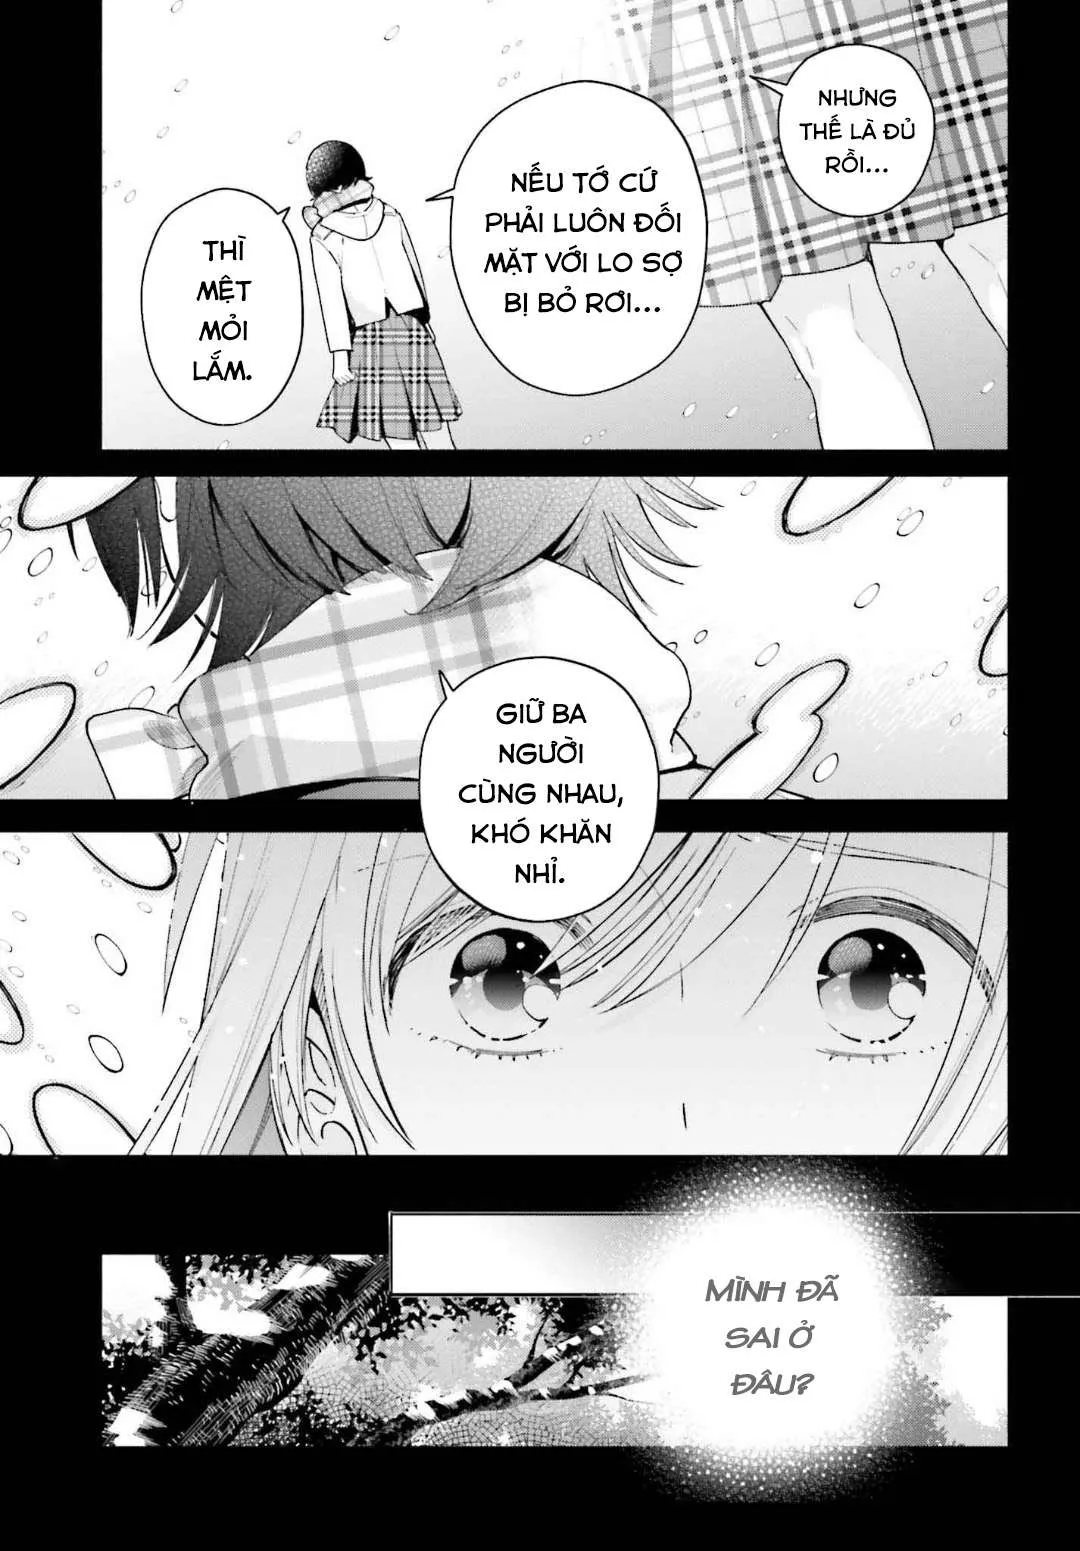 NHƯNG
THẾ LÀ ĐỦ
RỒI...
NẾU TỚ CỨ
PHẢI LUÔN ĐỐI
MẶT VỚI LO SỢ
BỊ BỎ RƠI...
THÌ
MỆT
MỎI
LẮM.
GIỮ BA
NGƯỜI
CÙNG NHAU,
KHÓ KHĂN
NHỈ.
MÌNH ĐÃ
SAI Ở
ĐÂU?